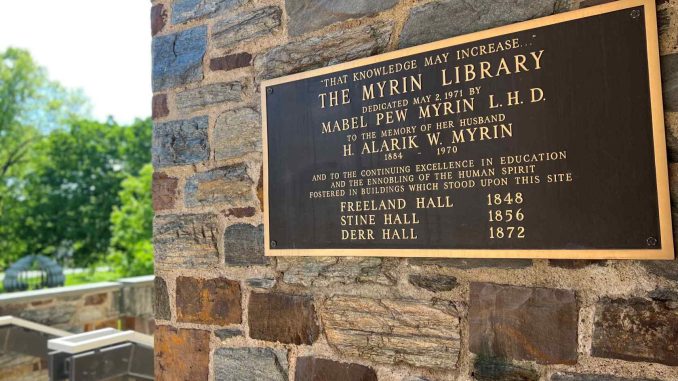 "THAT KNOWLEDGE MAY INCREASE..."
THE MYRIN LIBRARY
DEDICATED MAY 2, 1971 BY
MABEL PEW MYRIN L.H.D.
TO THE MEMORY OF HER HUSBAND
H. ALARIK W. MYRIN
1884 1970
AND TO THE CONTINUING EXCELLENCE IN EDUCATION
AND THE ENNOBLING OF THE HUMAN SPIRIT
FOSTERED IN BUILDINGS WHICH STOOD UPON THIS SITE
FREELAND HALL 1848
STINE HALL 1856
DERR HALL 1872